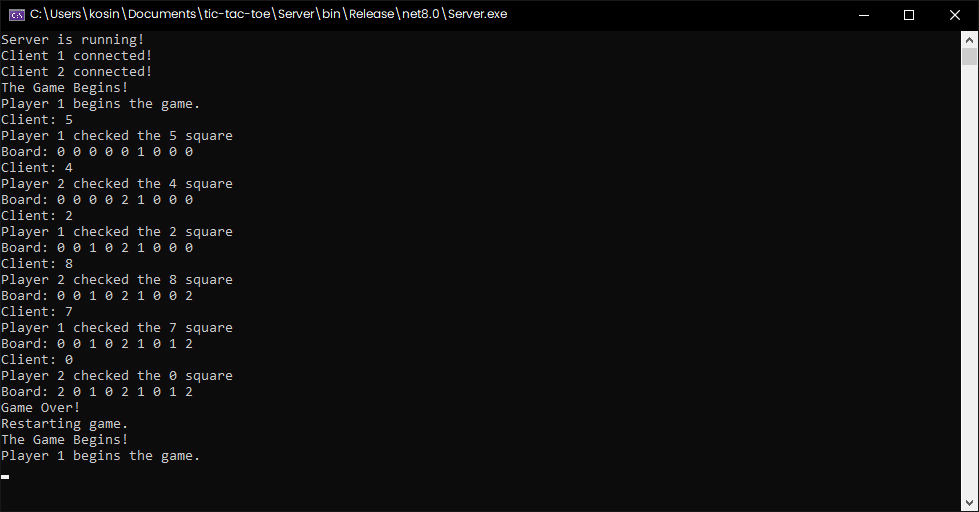 C:\Users\kosin\Documents\tic-tac-toe\Server\bin\Release\net8.0\Server.exe
Server is running!
Client 1 connected!
Client 2 connected!
The Game Begins!
Player 1 begins the game.
Client: 5
Player 1 checked the 5 square
Board: 0 0 0 0 0 1 0 0 0
Client: 4
Player 2 checked the 4 square
Board: 0 0 0 0 2 1 0 0 0
Client: 2
Player 1 checked the 2 square
Board: 0 0 1 0 2 1 0 0 0
Client: 8
Player 2 checked the 8 square
Board: 0 0 1 0 2 1 0 0 2
Client: 7
Player 1 checked the 7 square
Board: 0 0 1 0 2 1 0 1 2
Client: 0
Player 2 checked the 0 square
Board: 2 0 1 0 2 1 0 1 2
Game Over!
Restarting game.
The Game Begins!
Player 1 begins the game.